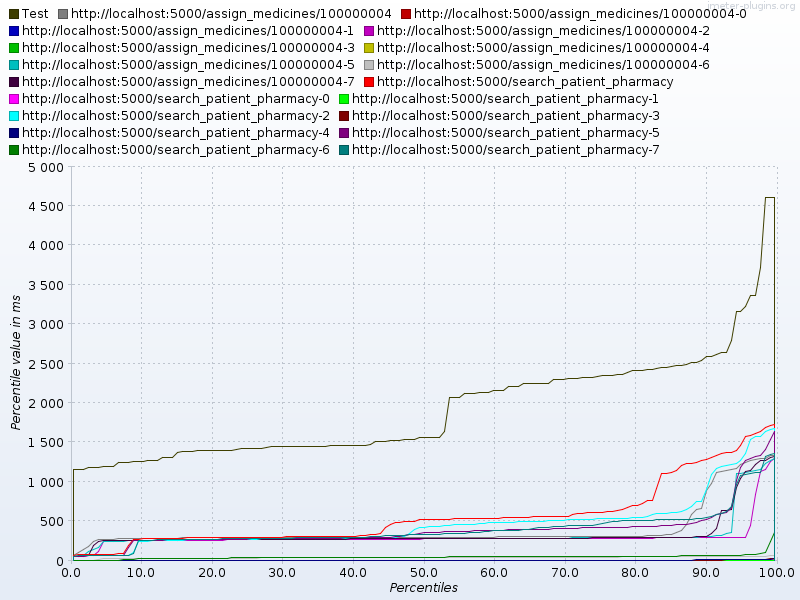 jmeter-plugins.org
Test http://localhost:5000/assign_medicines/100000004 http://localhost:5000/assign_medicines/100000004-0
http://localhost:5000/assign_medicines/100000004-1 http://localhost:5000/assign_medicines/100000004-2
http://localhost:5000/assign_medicines/100000004-3 http://localhost:5000/assign_medicines/100000004-4
http://localhost:5000/assign_medicines/100000004-5 http://localhost:5000/assign_medicines/100000004-6
http://localhost:5000/assign_medicines/100000004-7 http://localhost:5000/search_patient_pharmacy
http://localhost:5000/search_patient_pharmacy-0 http://localhost:5000/search_patient_pharmacy-1
http://localhost:5000/search_patient_pharmacy-2 http://localhost:5000/search_patient_pharmacy-3
http://localhost:5000/search_patient_pharmacy-4 http://localhost:5000/search_patient_pharmacy-5
http://localhost:5000/search_patient_pharmacy-6 http://localhost:5000/search_patient_pharmacy-7
5 000
4 500
4 000
3 500
3 000
2 500
2 000
1 500
1 000
500
0
Percentile value in ms
0.0 10.0 20.0 30.0 40.0 50.0 60.0 70.0 80.0 90.0 100.0
Percentiles